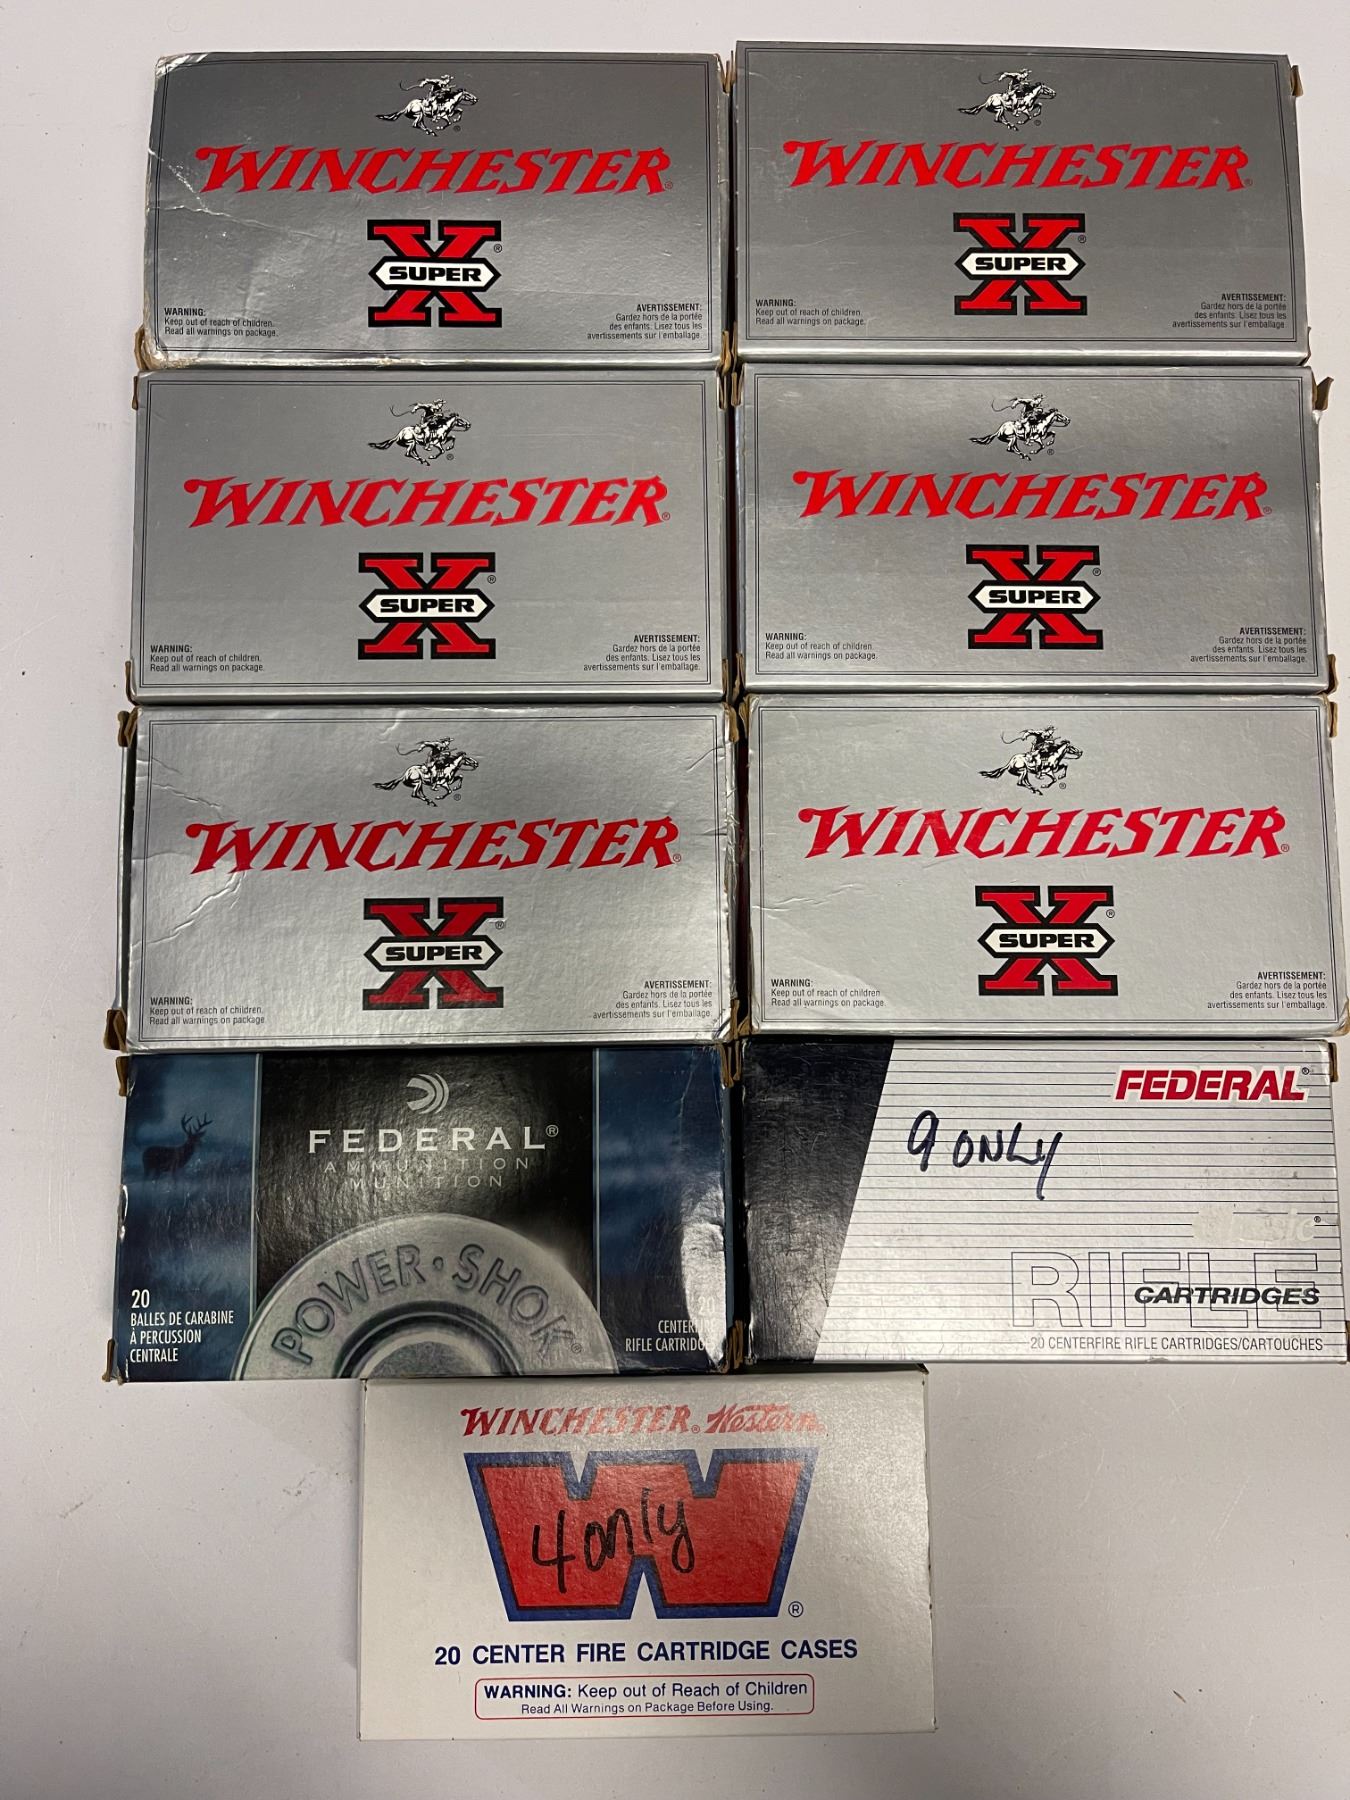 WINCHESTER®
X SUPER®
WARNING:
Keep out of reach of children.
Read all warnings on package.
AVERTISSEMENT:
Gardez hors de la portée
des enfants. Lisez tous les
avertissements sur l'emballage.
WINCHESTER®
X SUPER®
WARNING:
Keep out of reach of children.
Read all warnings on package.
AVERTISSEMENT:
Gardez hors de la portée
des enfants. Lisez tous les
avertissements sur l'emballage.
WINCHESTER®
X SUPER®
WARNING:
Keep out of reach of children.
Read all warnings on package.
AVERTISSEMENT:
Gardez hors de la portée
des enfants. Lisez tous les
avertissements sur l'emballage.
WINCHESTER®
X SUPER®
WARNING:
Keep out of reach of children.
Read all warnings on package.
AVERTISSEMENT:
Gardez hors de la portée
des enfants. Lisez tous les
avertissements sur l'emballage.
WINCHESTER®
X SUPER®
WARNING:
Keep out of reach of children.
Read all warnings on package.
AVERTISSEMENT:
Gardez hors de la portée
des enfants. Lisez tous les
avertissements sur l'emballage.
WINCHESTER®
X SUPER®
WARNING:
Keep out of reach of children.
Read all warnings on package.
AVERTISSEMENT:
Gardez hors de la portée
des enfants. Lisez tous les
avertissements sur l'emballage.
FEDERAL®
AMMUNITION
MUNITION
POWER·SHOK®
20
BALLES DE CARABINE
À PERCUSSION
CENTRALE
20
CENTERFIRE
RIFLE CARTRIDG
FEDERAL®
9 ONLY
Classic®
RIFLE
CARTRIDGES
20 CENTERFIRE RIFLE CARTRIDGES/CARTOUCHES
WINCHESTER® Western®
W®
4 only
20 CENTER FIRE CARTRIDGE CASES
WARNING: Keep out of Reach of Children
Read All Warnings on Package Before Using.